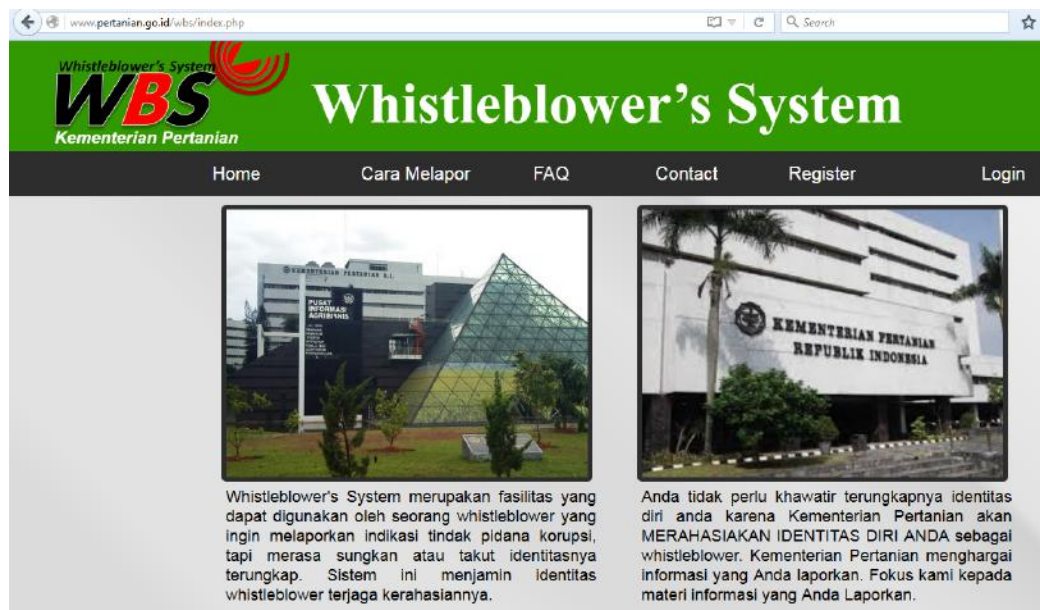 www.pertanian.go.id/wbs/index.php
Search
Whistleblower's System
WBS
Kementerian Pertanian
Whistleblower's System
Home Cara Melapor FAQ Contact Register Login
KEMENTERIAN PERTANIAN R.I.
PUSAT
INFORMASI
AGRIBISNIS
KEMENTERIAN PERTANIAN
REPUBLIK INDONESIA
Whistleblower's System merupakan fasilitas yang
dapat digunakan oleh seorang whistleblower yang
ingin melaporkan indikasi tindak pidana korupsi,
tapi merasa sungkan atau takut identitasnya
terungkap. Sistem ini menjamin identitas
whistleblower terjaga kerahasiannya.
Anda tidak perlu khawatir terungkapnya identitas
diri anda karena Kementerian Pertanian akan
MERAHASIAKAN IDENTITAS DIRI ANDA sebagai
whistleblower. Kementerian Pertanian menghargai
informasi yang Anda laporkan. Fokus kami kepada
materi informasi yang Anda Laporkan.